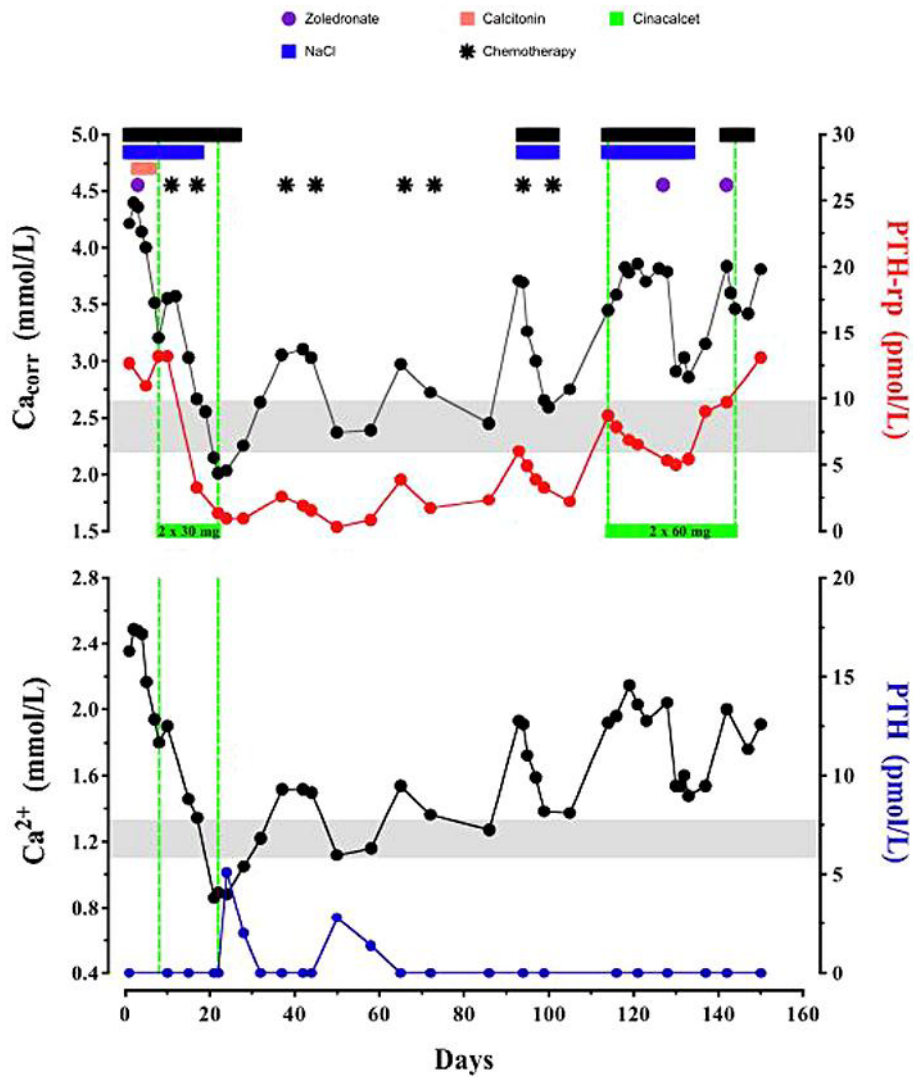 Zoledronate Calcitonin Cinacalcet
NaCl Chemotherapy
5.0 30
4.5 25
4.0 20
3.5 15
3.0 10
2.5 5
2.0 0
1.5
Ca corr (mmol/L)
PTH-rp (pmol/L)
2 x 30 mg 2 x 60 mg
2.8 20
2.4 15
2.0 10
1.6 5
1.2 0
0.8
0.4
Ca2+ (mmol/L)
PTH (pmol/L)
0 20 40 60 80 100 120 140 160
Days